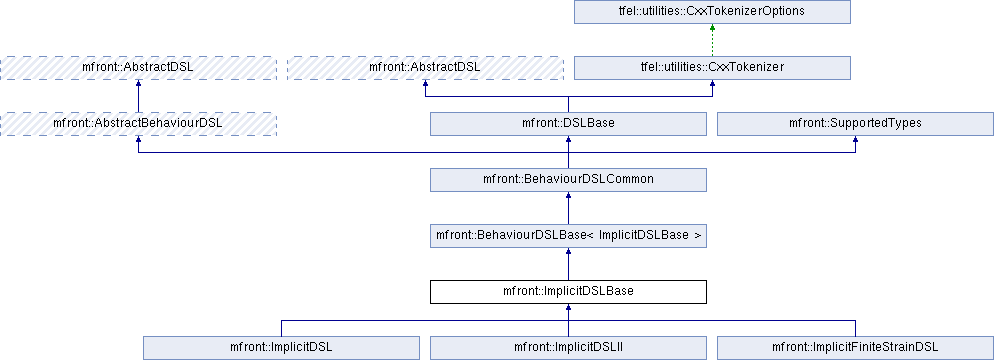 tfel::utilities::CxxTokenizerOptions
mfront::AbstractDSL
mfront::AbstractDSL
tfel::utilities::CxxTokenizer
mfront::AbstractBehaviourDSL
mfront::DSLBase
mfront::SupportedTypes
mfront::BehaviourDSLCommon
mfront::BehaviourDSLBase< ImplicitDSLBase >
mfront::ImplicitDSLBase
mfront::ImplicitDSL
mfront::ImplicitDSLII
mfront::ImplicitFiniteStrainDSL